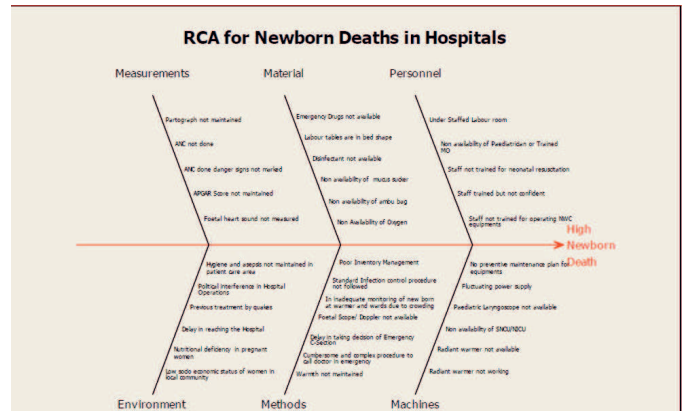 RCA for Newborn Deaths in Hospitals
Measurements
Material
Personnel
Partograph not maintained
ANC not done
ANC done danger signs not marked
APGAR Score not maintained
Foetal heart sound not measured
Emergency Drugs not available
Labour tables are in bed shape
Disinfectant not available
Non availability of mucus sucker
Non availability of ambu bag
Non Availability of Oxygen
Under Staffed Labour room
Non availability of Paediatrician or Trained
MO
Staff not trained for neonatal resuscitation
Staff trained but not confident
Staff not trained for operating NWC
equipments
High
Newborn
Death
Hygiene and asepsis not maintained in
patient care area
Political Interference in Hospital
Operations
Previous treatment by quakes
Delay in reaching the Hospital
Nutritional deficiency in pregnant
women
Low socio economic status of women in
local community
Poor Inventory Management
Standard Infection control procedure
not followed
In inadequate monitoring of new born
at warmer and wards due to crowding
Foetal Scope/ Doppler not available
Delay in taking decision of Emergency
C-Section
Cumbersome and complex procedure to
call doctor in emergency
Warmth not maintained
No preventive maintenance plan for
equipments
Fluctuating power supply
Paediatric Laryngoscope not available
Non availability of SNCU/NICU
Radiant warmer not available
Radiant warmer not working
Environment
Methods
Machines